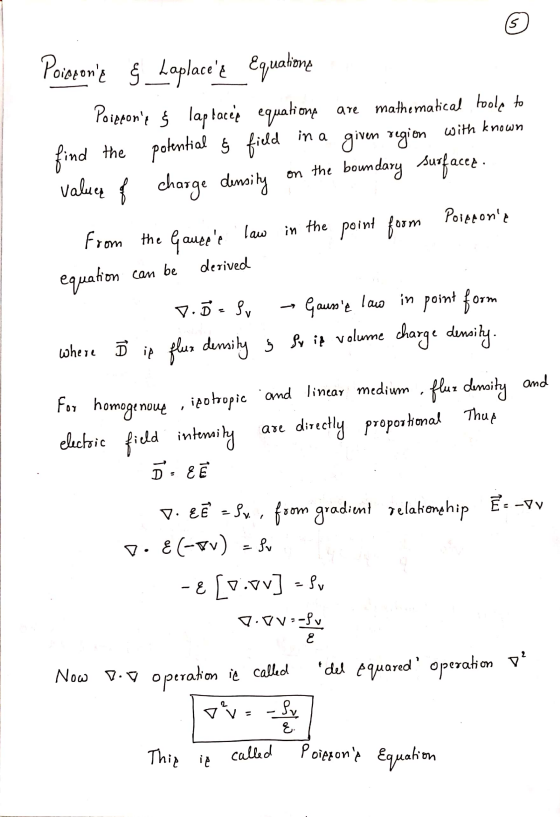 5
Poisson's & Laplace's Equations
Poisson's & laplace's equations are mathematical tools to
find the potential & field in a given region with known
Values of charge density on the boundary surfaces.
From the Gauss's law in the point form Poisson's
equation can be derived
∇. D⃗ = ρv → Gauss's law in point form
where D⃗ is flux density & ρv is volume charge density.
For homogenous, isotropic and linear medium, flux density and
electric field intensity are directly proportional Thus
D⃗ = εE⃗
∇. εE⃗ = ρv, from gradient relationship E⃗ = -∇v
∇. ε(-∇v) = ρv
-ε [∇.∇v] = ρv
∇.∇v = -ρv/ε
Now ∇.∇ operation is called 'del squared' operation ∇²
∇²v = -ρv/ε
This is called Poisson's Equation